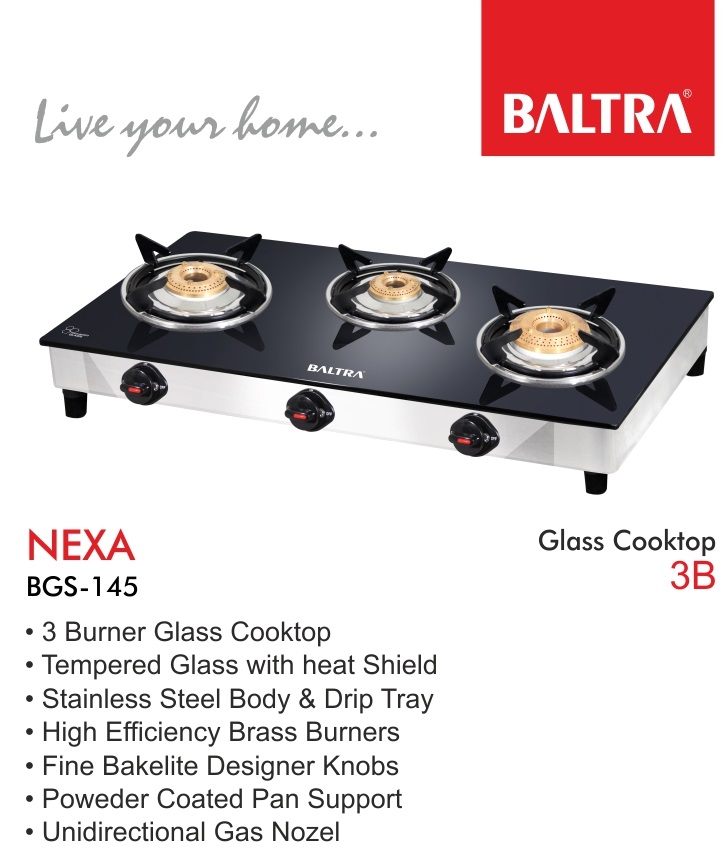 Live your home...
BALTRA®
BALTRA
OFF
OFF
NEXA
BGS-145
Glass Cooktop
3B
• 3 Burner Glass Cooktop
• Tempered Glass with heat Shield
• Stainless Steel Body & Drip Tray
• High Efficiency Brass Burners
• Fine Bakelite Designer Knobs
• Poweder Coated Pan Support
• Unidirectional Gas Nozel